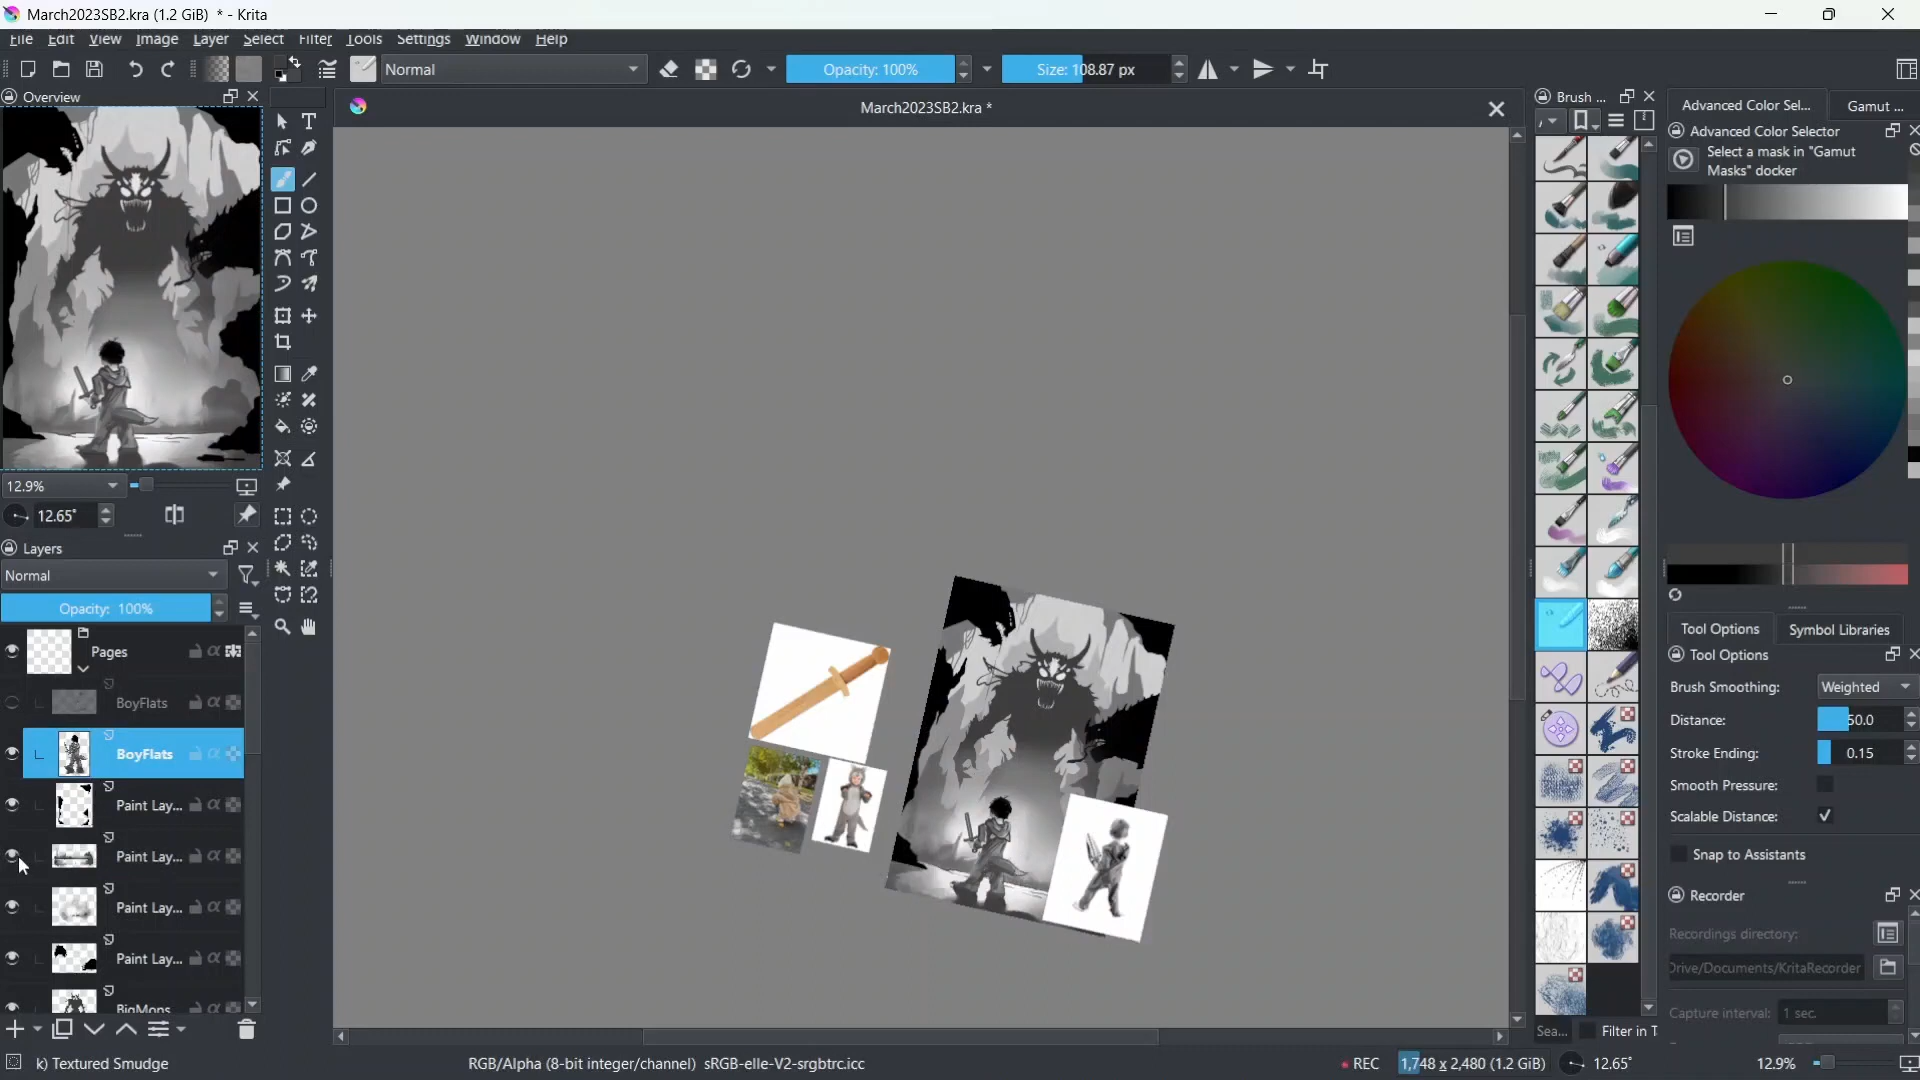 March2023SB2.kra (1.2 GiB) * - Krita
File Edit View Image Layer Select Filter Tools Settings Window Help
Normal
Opacity: 100%
Size: 108.87 px
Overview
March2023SB2.kra *
Brush ...
Advanced Color Sel...
Gamut ...
Advanced Color Selector
Select a mask in "Gamut
Masks" docker
12.9%
12.65°
Layers
Normal
Opacity: 100%
Pages
BoyFlats
BoyFlats
Paint Lay...
Paint Lay...
Paint Lay...
Paint Lay...
BigMons
Tool Options
Symbol Libraries
Tool Options
Brush Smoothing:
Weighted
Distance:
50.0
Stroke Ending:
0.15
Smooth Pressure:
Scalable Distance:
Snap to Assistants
Recorder
Recordings directory:
Drive/Documents/KritaRecorder
Capture interval:
1 sec.
Sea...
Filter in T
k) Textured Smudge
RGB/Alpha (8-bit integer/channel) sRGB-elle-V2-srgbtrc.icc
REC
1,748 x 2,480 (1.2 GiB)
12.65°
12.9%